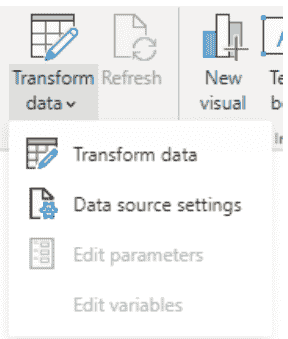 Transform Refresh New
data visual
Transform data
Data source settings
Edit parameters
Edit variables